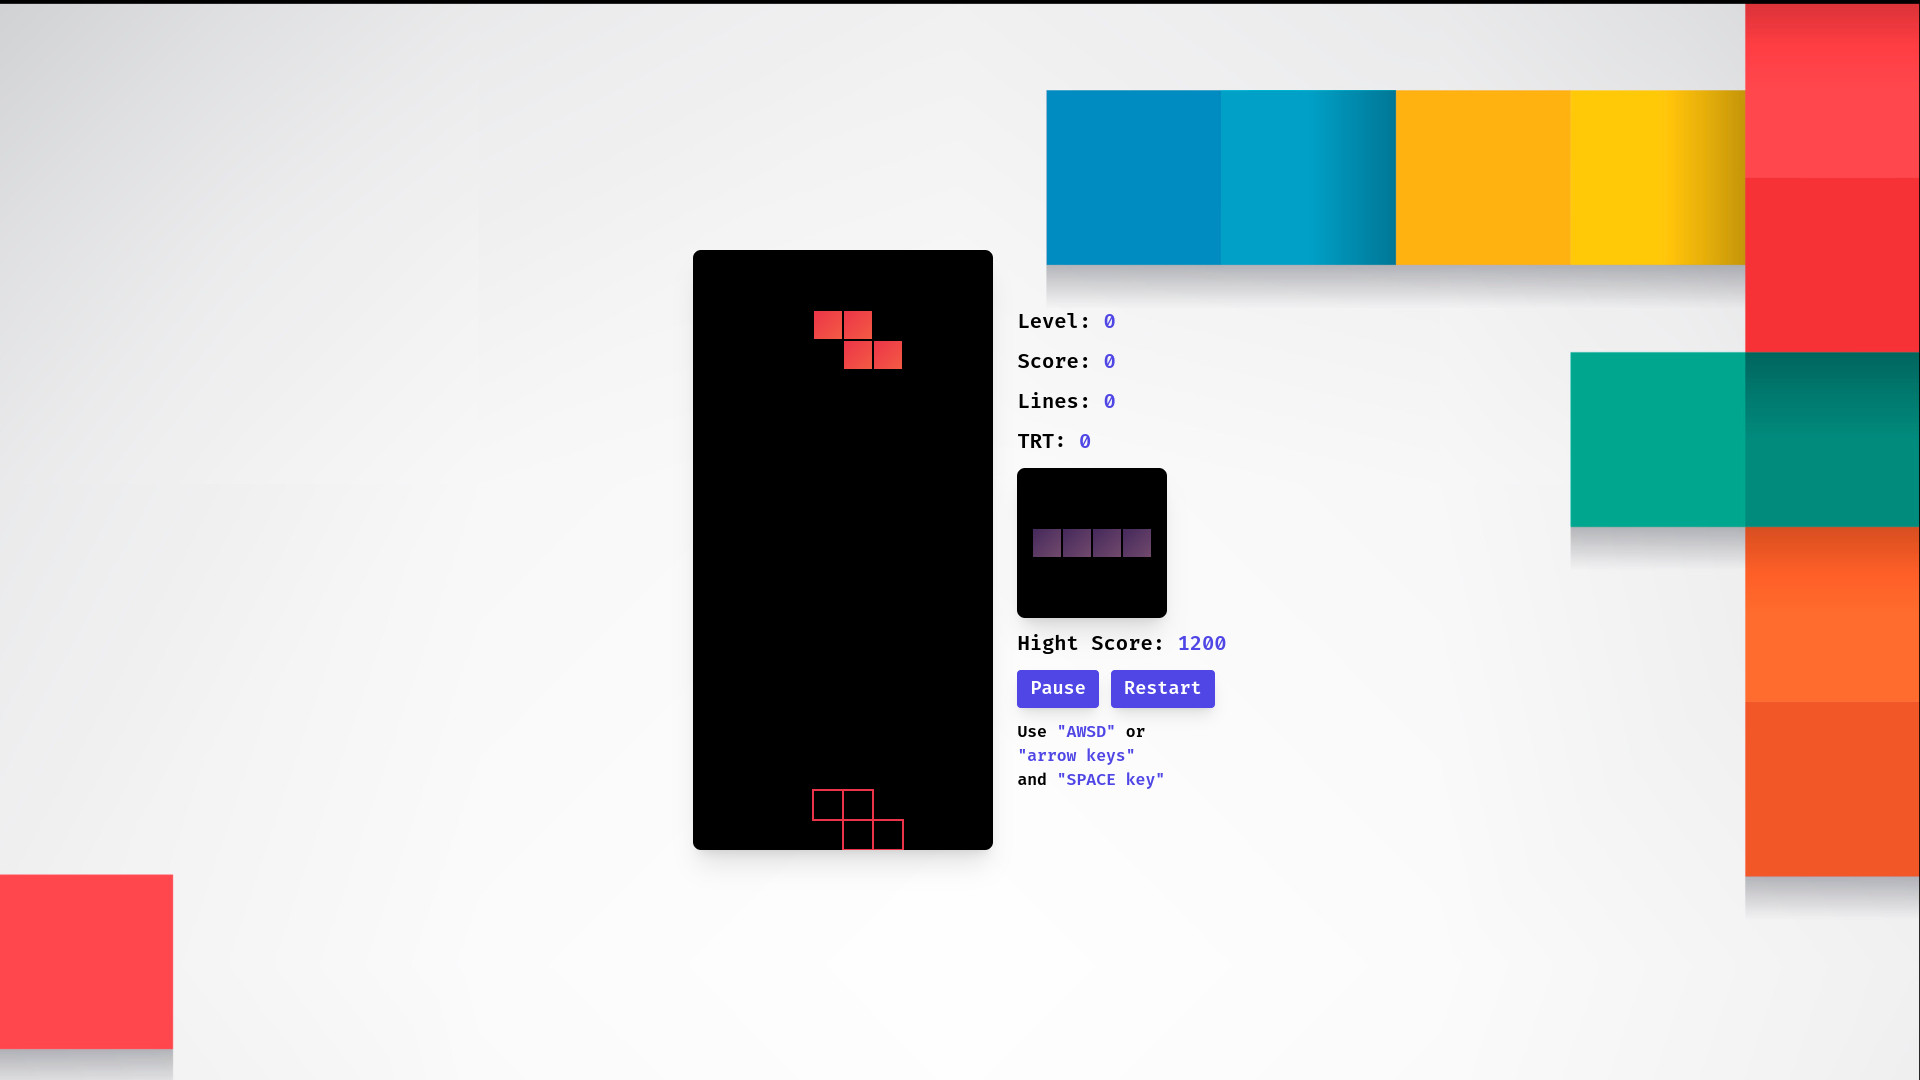 Level: 0
Score: 0
Lines: 0
TRT: 0
Hight Score: 1200
Pause Restart
Use "AWSD" or
"arrow keys"
and "SPACE key"